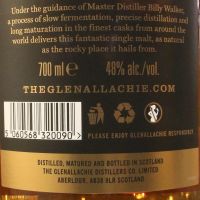 Under the guidance of Master Distiller Billy Walker,
a process of slow fermentation, precise distillation and
long maturation in the finest casks from around the
world delivers this fantastic single malt, as natural
as the rocky place it hails from.
700 ml ℮ 48% alc./vol.
THEGLENALLACHIE.COM
5 060568 320090 >
PLEASE ENJOY GLENALLACHIE RESPONSIBLY
DISTILLED, MATURED AND BOTTLED IN SCOTLAND
THE GLENALLACHIE DISTILLERS CO. LIMITED
ABERLOUR, AB38 9LR SCOTLAND